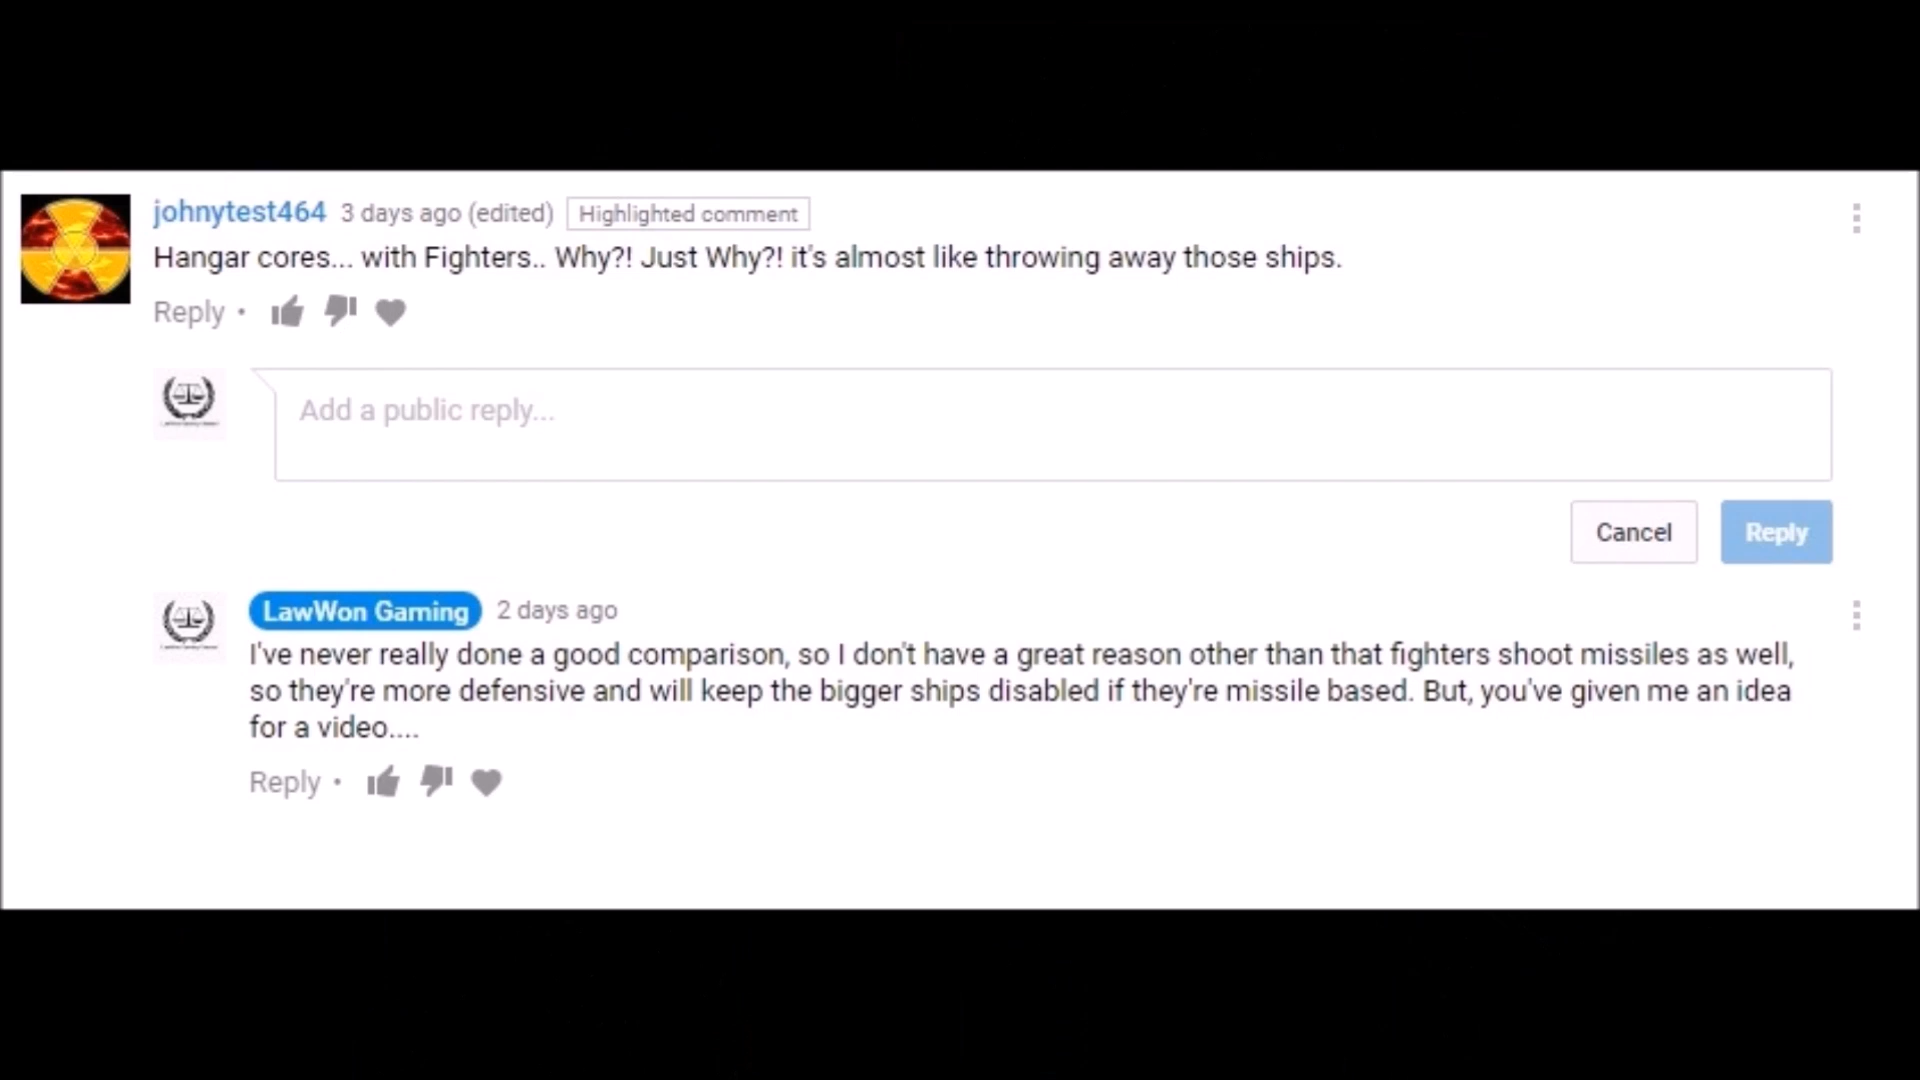 johnytest464 3 days ago (edited) Highlighted comment
Hangar cores... with Fighters.. Why?! Just Why?! it's almost like throwing away those ships.
Reply •
Add a public reply...
Cancel Reply
LawWon Gaming 2 days ago
I've never really done a good comparison, so I don't have a great reason other than that fighters shoot missiles as well,
so they're more defensive and will keep the bigger ships disabled if they're missile based. But, you've given me an idea
for a video....
Reply •